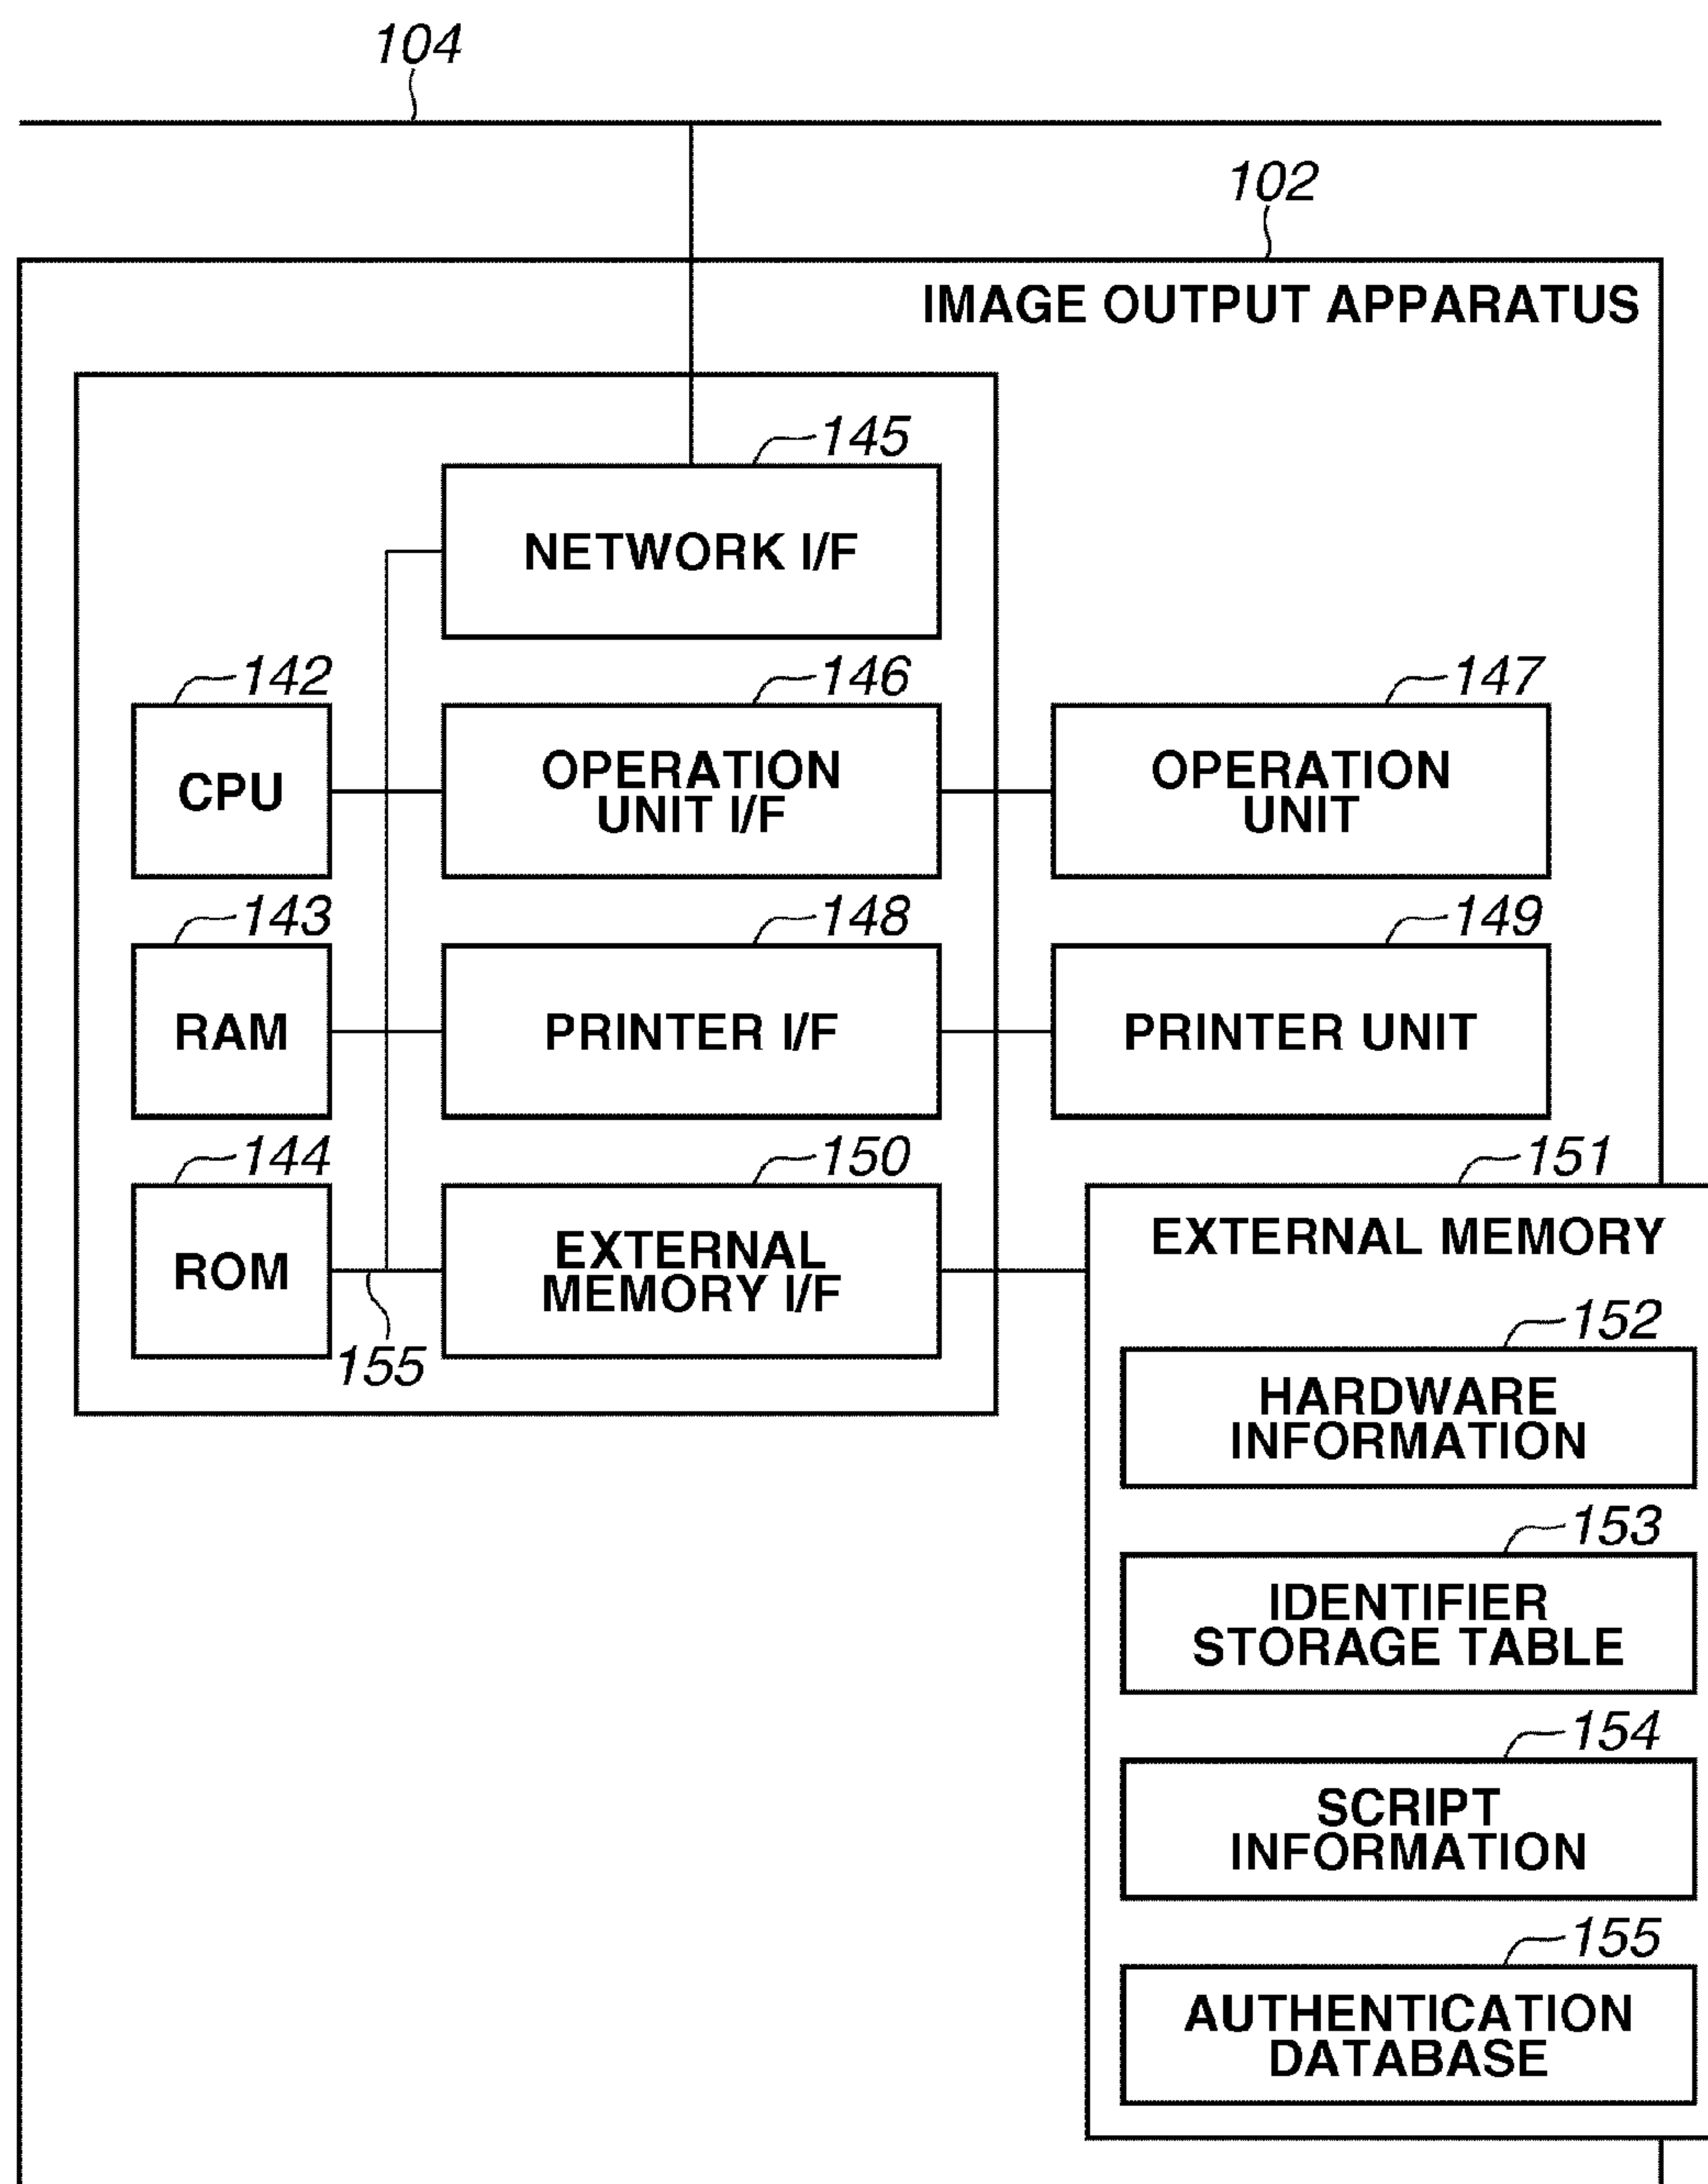 104
102
IMAGE OUTPUT APPARATUS
145
NETWORK I/F
142
CPU
146
OPERATION
UNIT I/F
147
OPERATION
UNIT
143
RAM
148
PRINTER I/F
149
PRINTER UNIT
144
ROM
155
150
EXTERNAL
MEMORY I/F
151
EXTERNAL MEMORY
152
HARDWARE
INFORMATION
153
IDENTIFIER
STORAGE TABLE
154
SCRIPT
INFORMATION
155
AUTHENTICATION
DATABASE